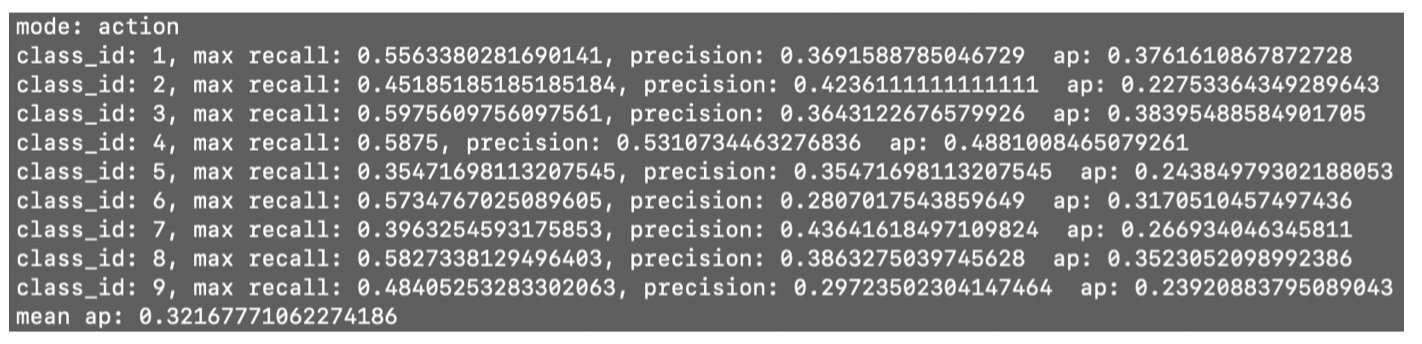 mode: action
class_id: 1, max recall: 0.5563380281690141, precision: 0.3691588785046729  ap: 0.3761610867872728
class_id: 2, max recall: 0.45185185185185184, precision: 0.4236111111111111  ap: 0.22753364349289643
class_id: 3, max recall: 0.5975609756097561, precision: 0.3643122676579926  ap: 0.38395488584901705
class_id: 4, max recall: 0.5875, precision: 0.5310734463276836  ap: 0.4881008465079261
class_id: 5, max recall: 0.35471698113207545, precision: 0.35471698113207545  ap: 0.24384979302188053
class_id: 6, max recall: 0.5734767025089605, precision: 0.2807017543859649  ap: 0.3170510457497436
class_id: 7, max recall: 0.3963254593175853, precision: 0.43641618497109824  ap: 0.266934046345811
class_id: 8, max recall: 0.5827338129496403, precision: 0.3863275039745628  ap: 0.3523052098992386
class_id: 9, max recall: 0.48405253283302063, precision: 0.29723502304147464  ap: 0.23920883795089043
mean ap: 0.32167771062274186